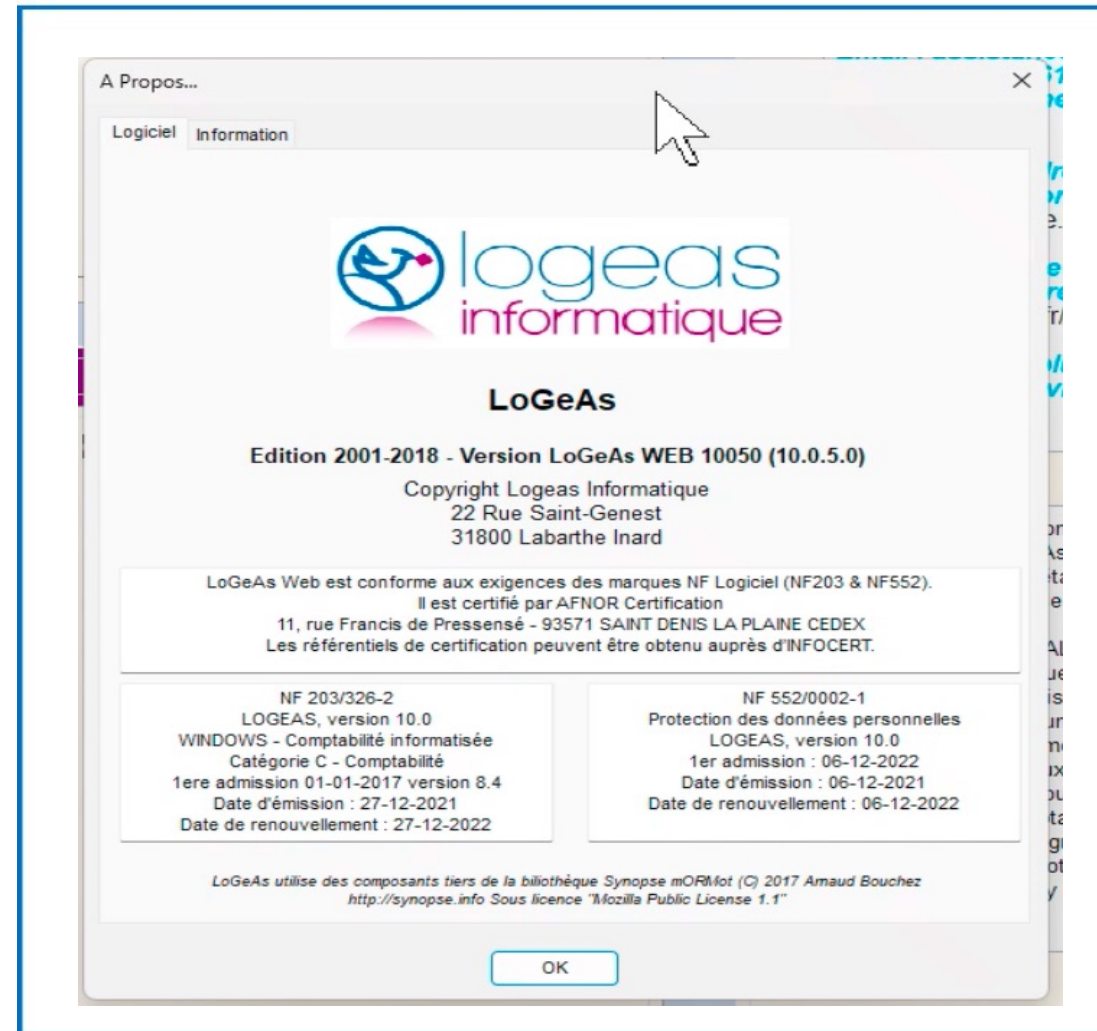 A Propos...
Logiciel
Information
logeas
informatique
LoGeAs
Edition 2001-2018 - Version LoGeAs WEB 10050 (10.0.5.0)
Copyright Logeas Informatique
22 Rue Saint-Genest
31800 Labarthe Inard
LoGeAs Web est conforme aux exigences des marques NF Logiciel (NF203 & NF552).
Il est certifié par AFNOR Certification
11, rue Francis de Pressensé - 93571 SAINT DENIS LA PLAINE CEDEX
Les référentiels de certification peuvent être obtenu auprès d'INFOCERT.
NF 203/326-2
LOGEAS, version 10.0
WINDOWS - Comptabilité informatisée
Catégorie C - Comptabilité
1ere admission 01-01-2017 version 8.4
Date d'émission : 27-12-2021
Date de renouvellement : 27-12-2022
NF 552/0002-1
Protection des données personnelles
LOGEAS, version 10.0
1er admission : 06-12-2022
Date d'émission : 06-12-2021
Date de renouvellement : 06-12-2022
LoGeAs utilise des composants tiers de la biliothèque Synopse mORMot (C) 2017 Arnaud Bouchez
http://synopse.info Sous licence "Mozilla Public License 1.1"
OK